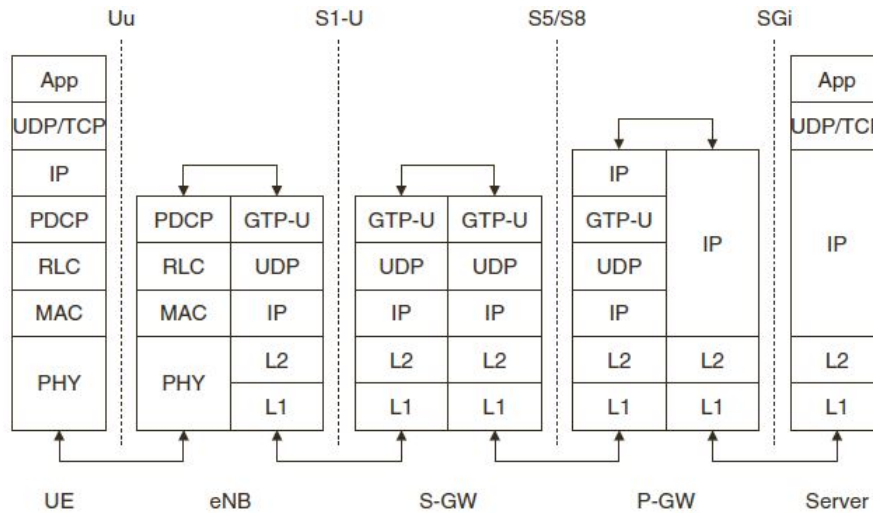 Uu S1-U S5/S8 SGi
App App
UDP/TCP UDP/TCP
IP IP
PDCP PDCP GTP-U GTP-U GTP-U GTP-U
RLC RLC UDP UDP UDP UDP IP IP
MAC MAC IP IP IP IP
PHY PHY L2 L2 L2 L2 L2 L2
L1 L1 L1 L1 L1 L1
UE eNB S-GW P-GW Server